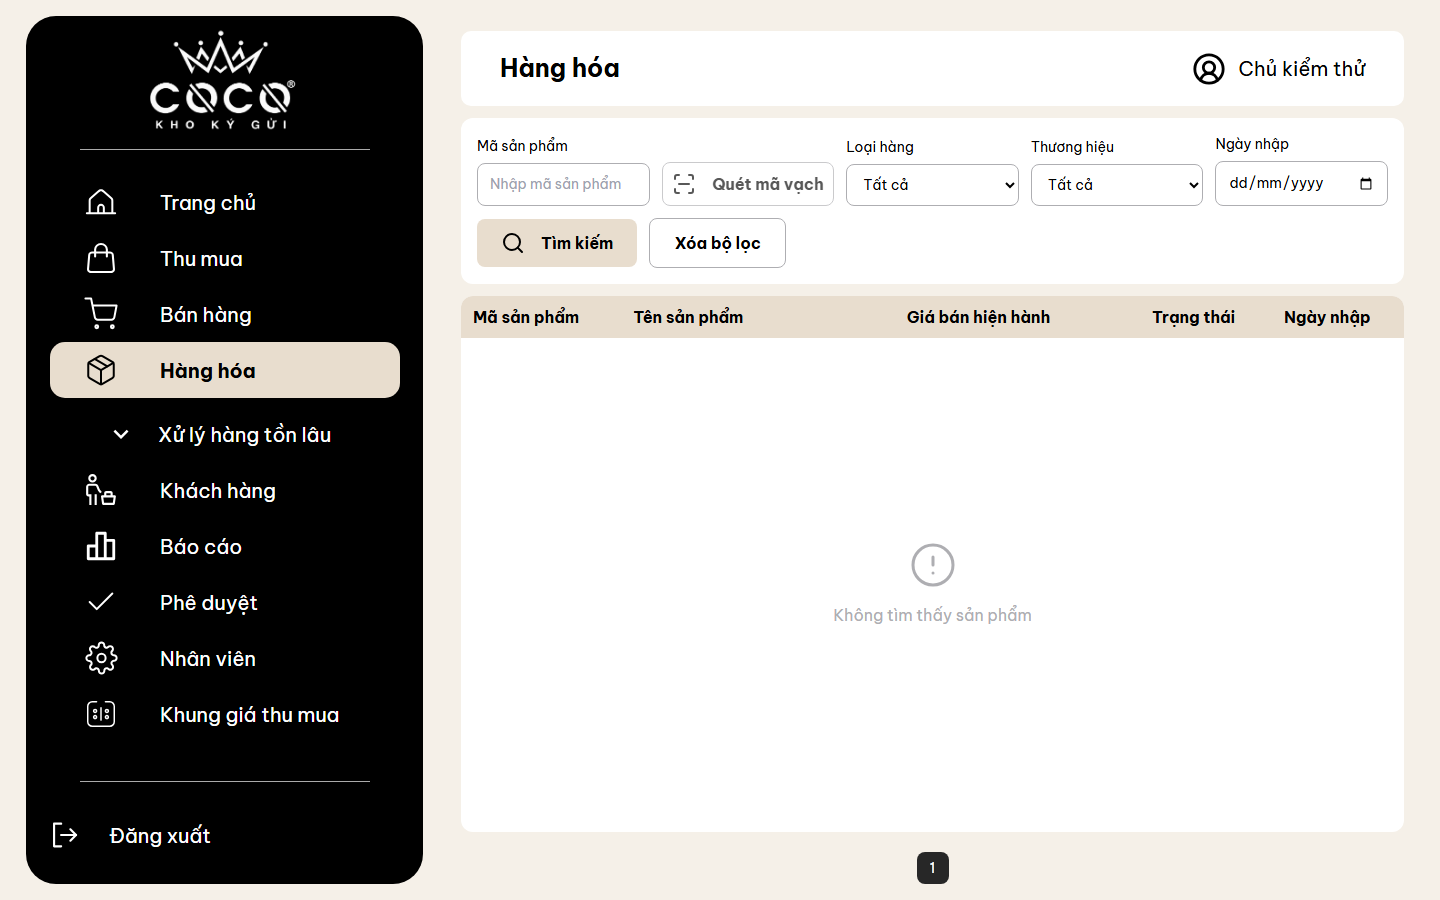 COCO®
KHO KÝ GỬI
Trang chủ
Thu mua
Bán hàng
Hàng hóa
Xử lý hàng tồn lâu
Khách hàng
Báo cáo
Phê duyệt
Nhân viên
Khung giá thu mua
Đăng xuất
Hàng hóa
Chủ kiểm thử
Mã sản phẩm
Loại hàng
Thương hiệu
Ngày nhập
Nhập mã sản phẩm
Quét mã vạch
Tất cả
Tất cả
dd/mm/yyyy
Tìm kiếm
Xóa bộ lọc
Mã sản phẩm Tên sản phẩm Giá bán hiện hành Trạng thái Ngày nhập
Không tìm thấy sản phẩm
1